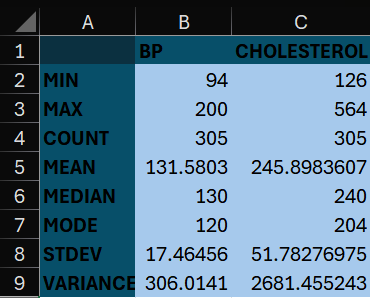 A B C
1 BP CHOLESTEROL
2 MIN 94 126
3 MAX 200 564
4 COUNT 305 305
5 MEAN 131.5803 245.8983607
6 MEDIAN 130 240
7 MODE 120 204
8 STDEV 17.46456 51.78276975
9 VARIANCE 306.0141 2681.455243